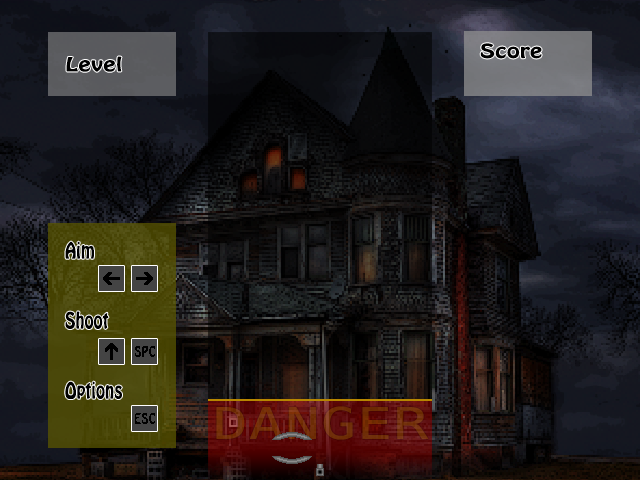 Level
Score
Aim
← →
Shoot
↑ SPC
Options
ESC
DANGER